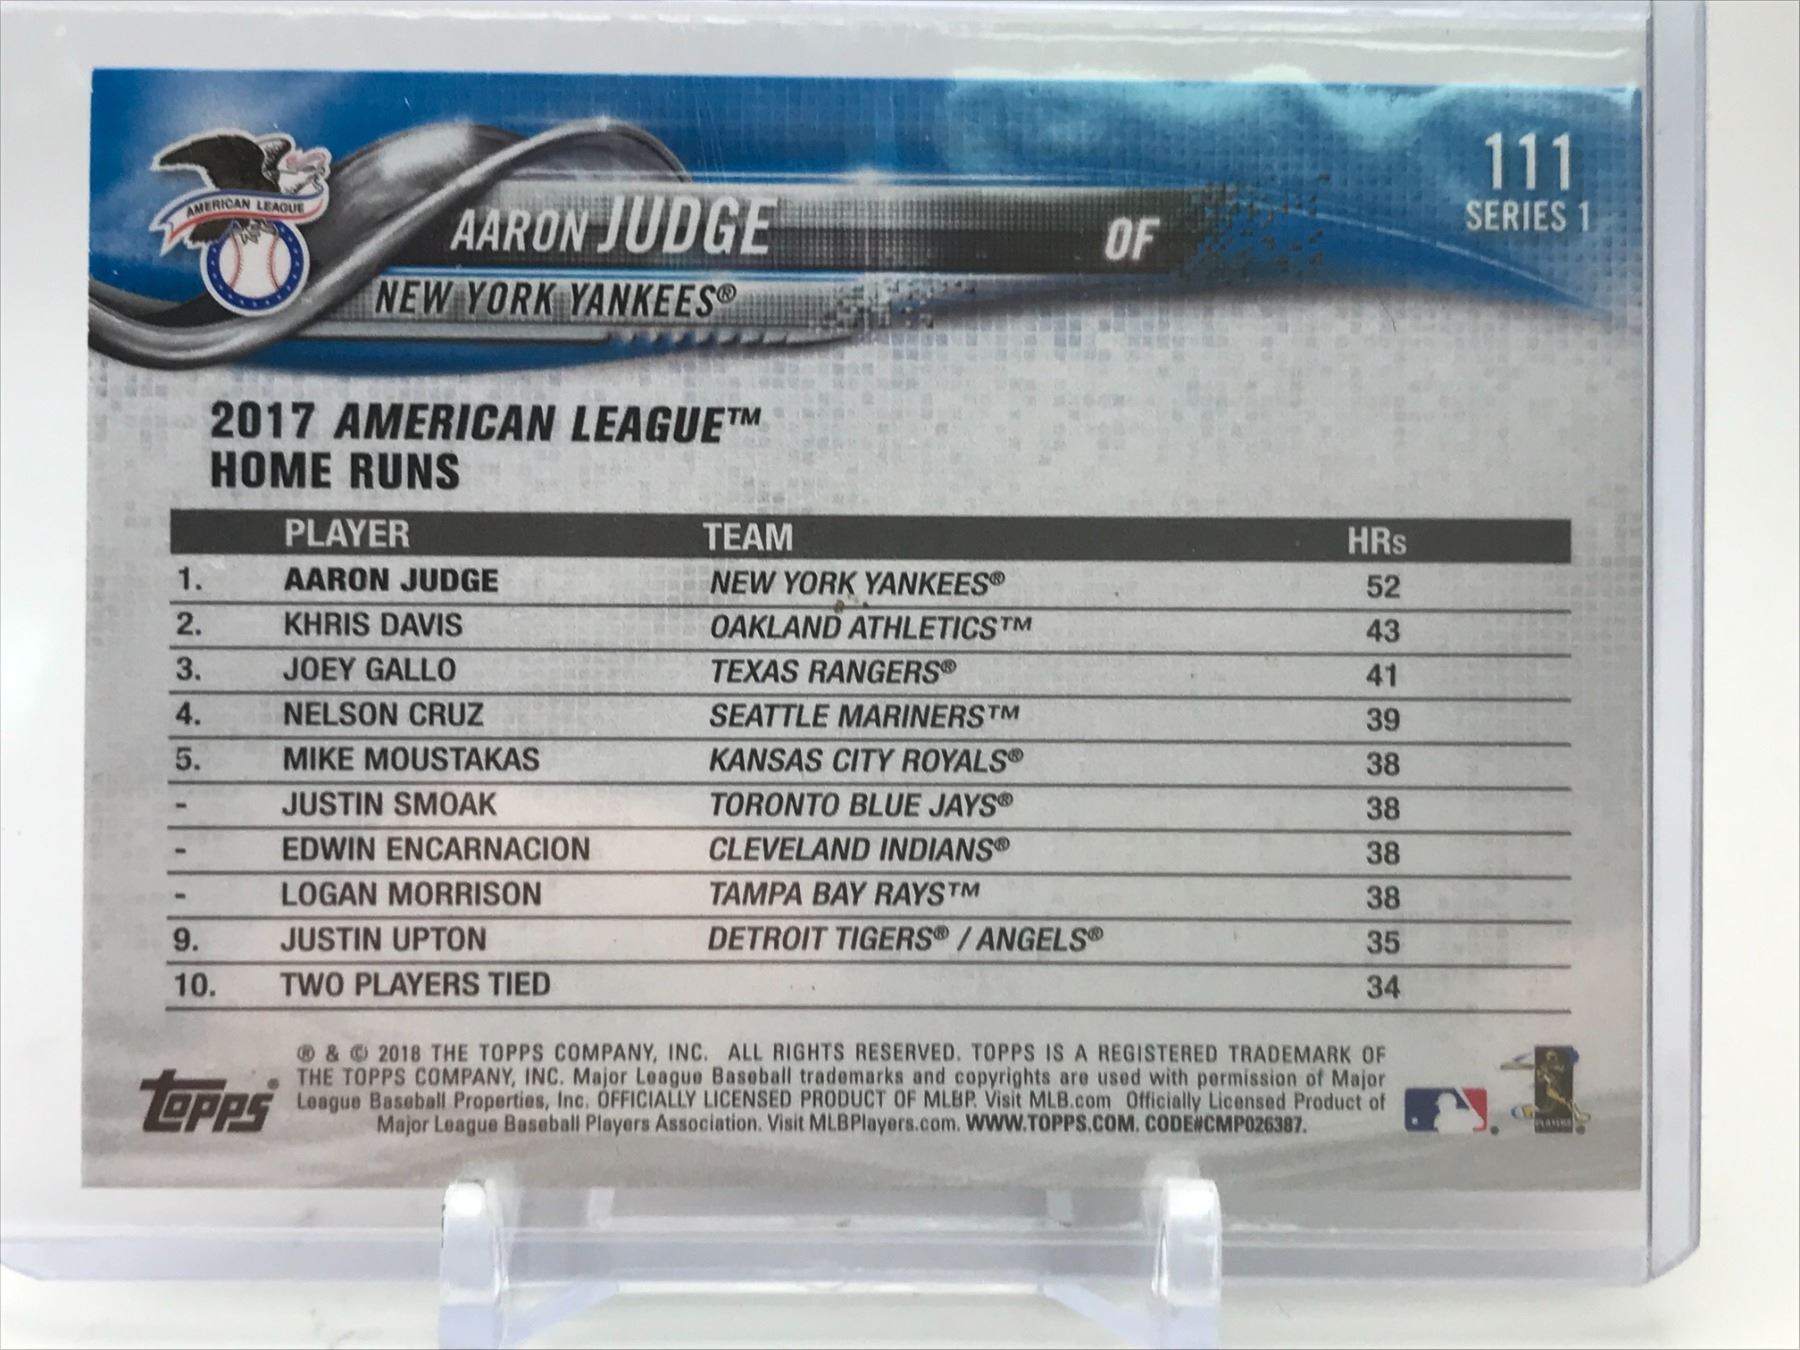 AMERICAN LEAGUE
AARON JUDGE OF
NEW YORK YANKEES®
111
SERIES 1
2017 AMERICAN LEAGUE™
HOME RUNS
PLAYER TEAM HRs
1. AARON JUDGE NEW YORK YANKEES® 52
2. KHRIS DAVIS OAKLAND ATHLETICS™ 43
3. JOEY GALLO TEXAS RANGERS® 41
4. NELSON CRUZ SEATTLE MARINERS™ 39
5. MIKE MOUSTAKAS KANSAS CITY ROYALS® 38
- JUSTIN SMOAK TORONTO BLUE JAYS® 38
- EDWIN ENCARNACION CLEVELAND INDIANS® 38
- LOGAN MORRISON TAMPA BAY RAYS™ 38
9. JUSTIN UPTON DETROIT TIGERS® / ANGELS® 35
10. TWO PLAYERS TIED 34
® & © 2018 THE TOPPS COMPANY, INC. ALL RIGHTS RESERVED. TOPPS IS A REGISTERED TRADEMARK OF
THE TOPPS COMPANY, INC. Major League Baseball trademarks and copyrights are used with permission of Major
League Baseball Properties, Inc. OFFICIALLY LICENSED PRODUCT OF MLBP. Visit MLB.com Officially Licensed Product of
Major League Baseball Players Association. Visit MLBPlayers.com. WWW.TOPPS.COM. CODE#CMP026387.
topps®
PLAYERS